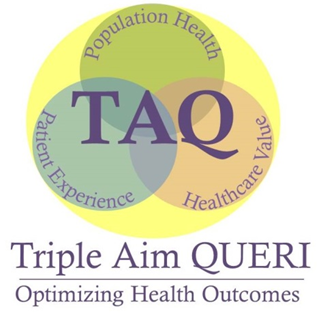 Population Health
TAQ
Patient Experience
Healthcare Value
Triple Aim QUERI
Optimizing Health Outcomes